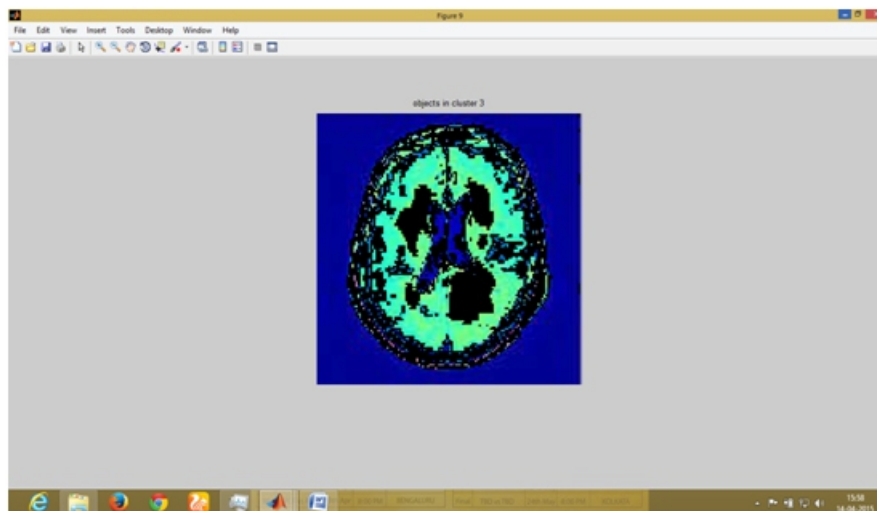 Figure 9
File Edit View Insert Tools Desktop Window Help
objects in cluster 3
15:58
14-04-2015